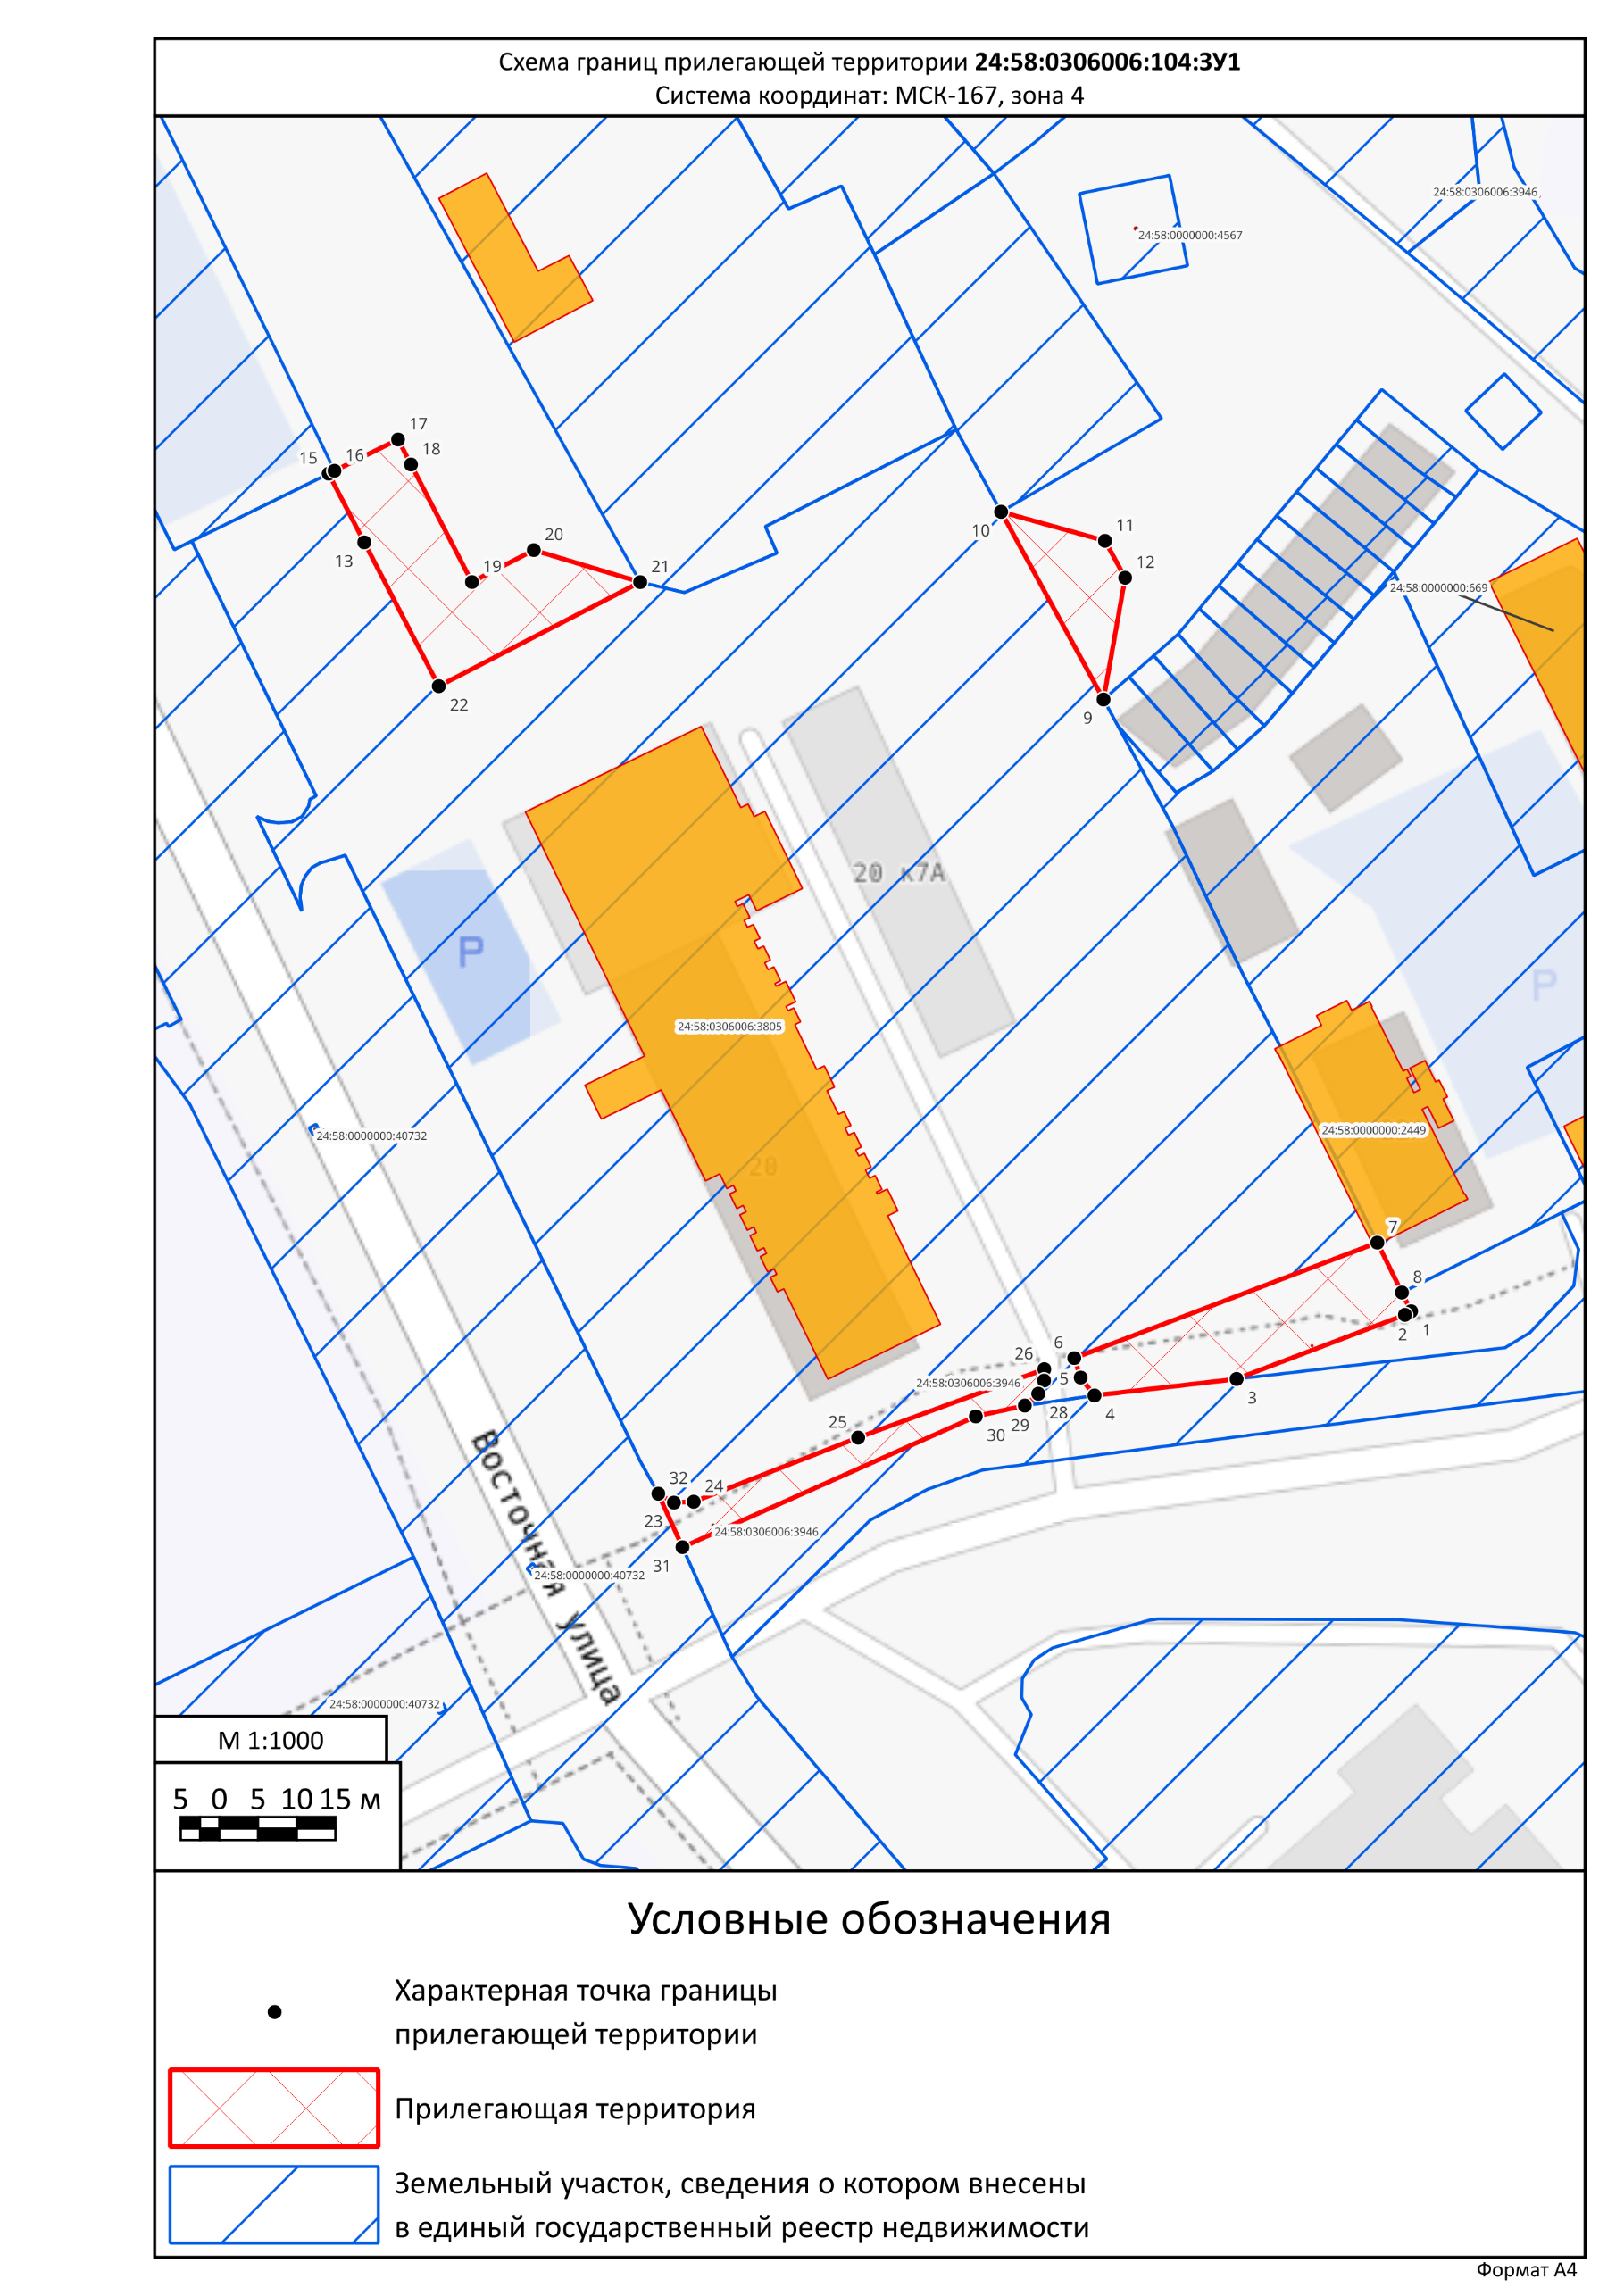 Схема границ прилегающей территории 24:58:0306006:104:ЗУ1
Система координат: МСК-167, зона 4
24:58:0306006:3946
24:58:0000000:4567
17
18
15
16
13
19
20
21
22
10
11
12
9
24:58:0000000:669
20 к7А
P
P
24:58:0306006:3805
24:58:0000000:2449
24:58:0000000:40732
20
7
8
1
2
3
6
26
5
4
28
29
30
24:58:0306006:3946
25
32
24
23
31
24:58:0306006:3946
24:58:0000000:40732
Восточная улица
24:58:0000000:40732
М 1:1000
5 0 5 10 15 м
Условные обозначения
Характерная точка границы
прилегающей территории
Прилегающая территория
Земельный участок, сведения о котором внесены
в единый государственный реестр недвижимости
Формат А4